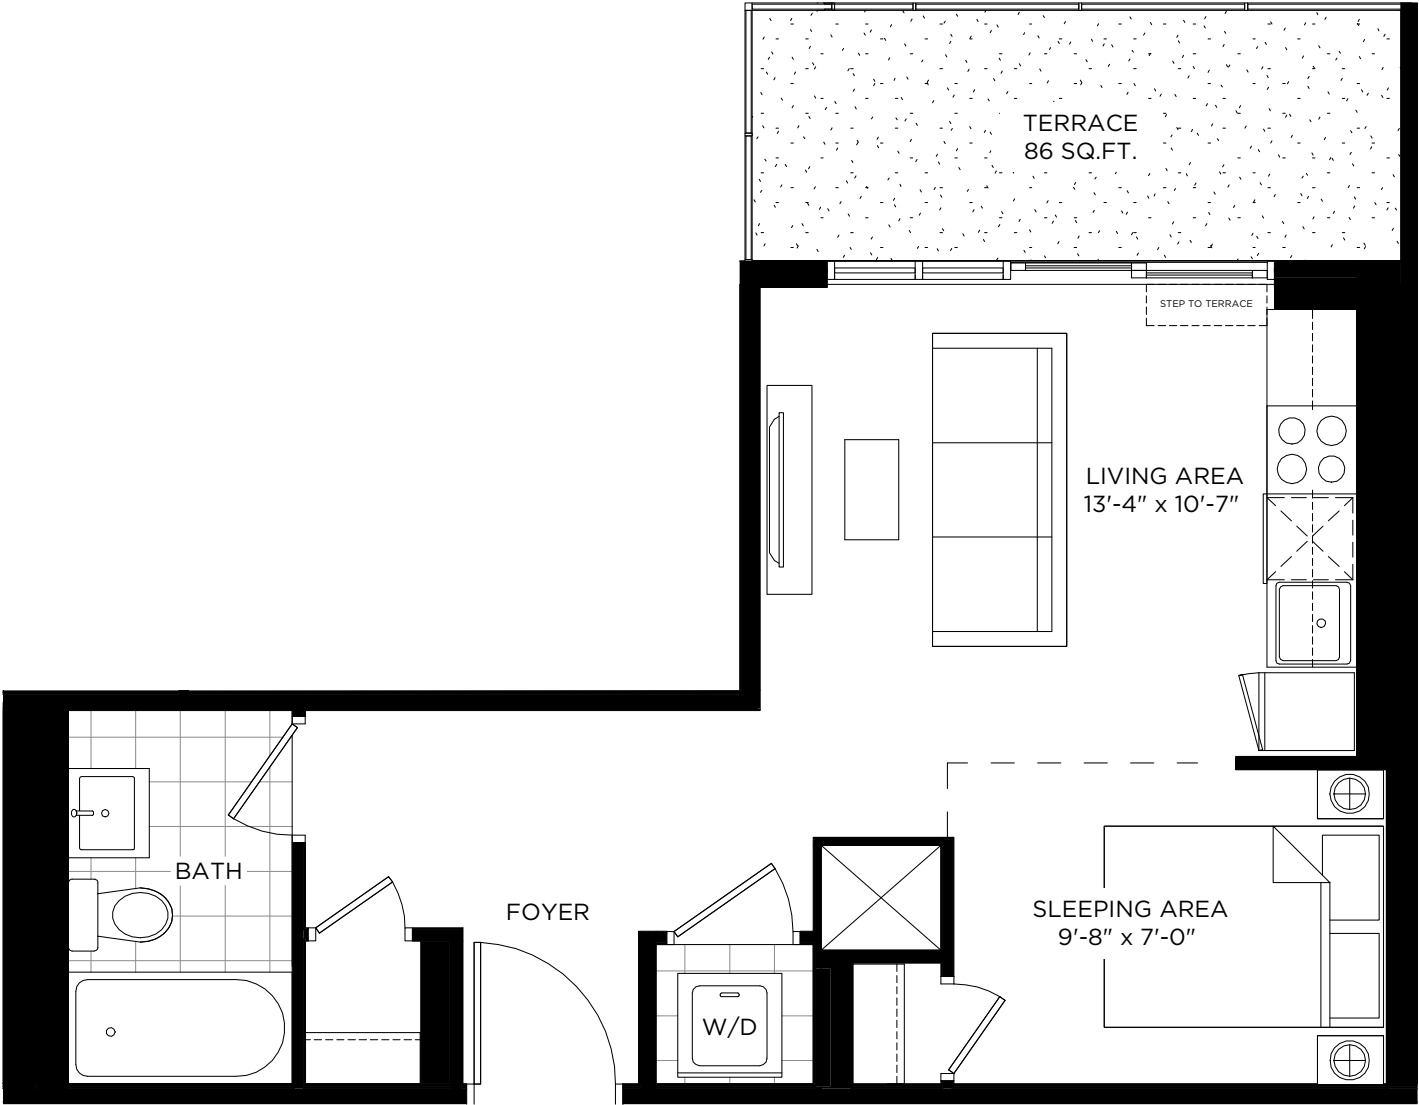 TERRACE
86 SQ.FT.
STEP TO TERRACE
LIVING AREA
13'-4" x 10'-7"
BATH
FOYER
SLEEPING AREA
9'-8" x 7'-0"
W/D